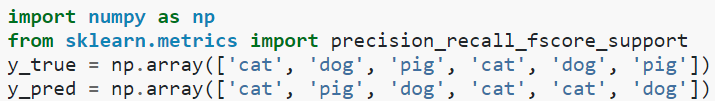 import numpy as np
from sklearn.metrics import precision_recall_fscore_support
y_true = np.array(['cat', 'dog', 'pig', 'cat', 'dog', 'pig'])
y_pred = np.array(['cat', 'pig', 'dog', 'cat', 'cat', 'dog'])